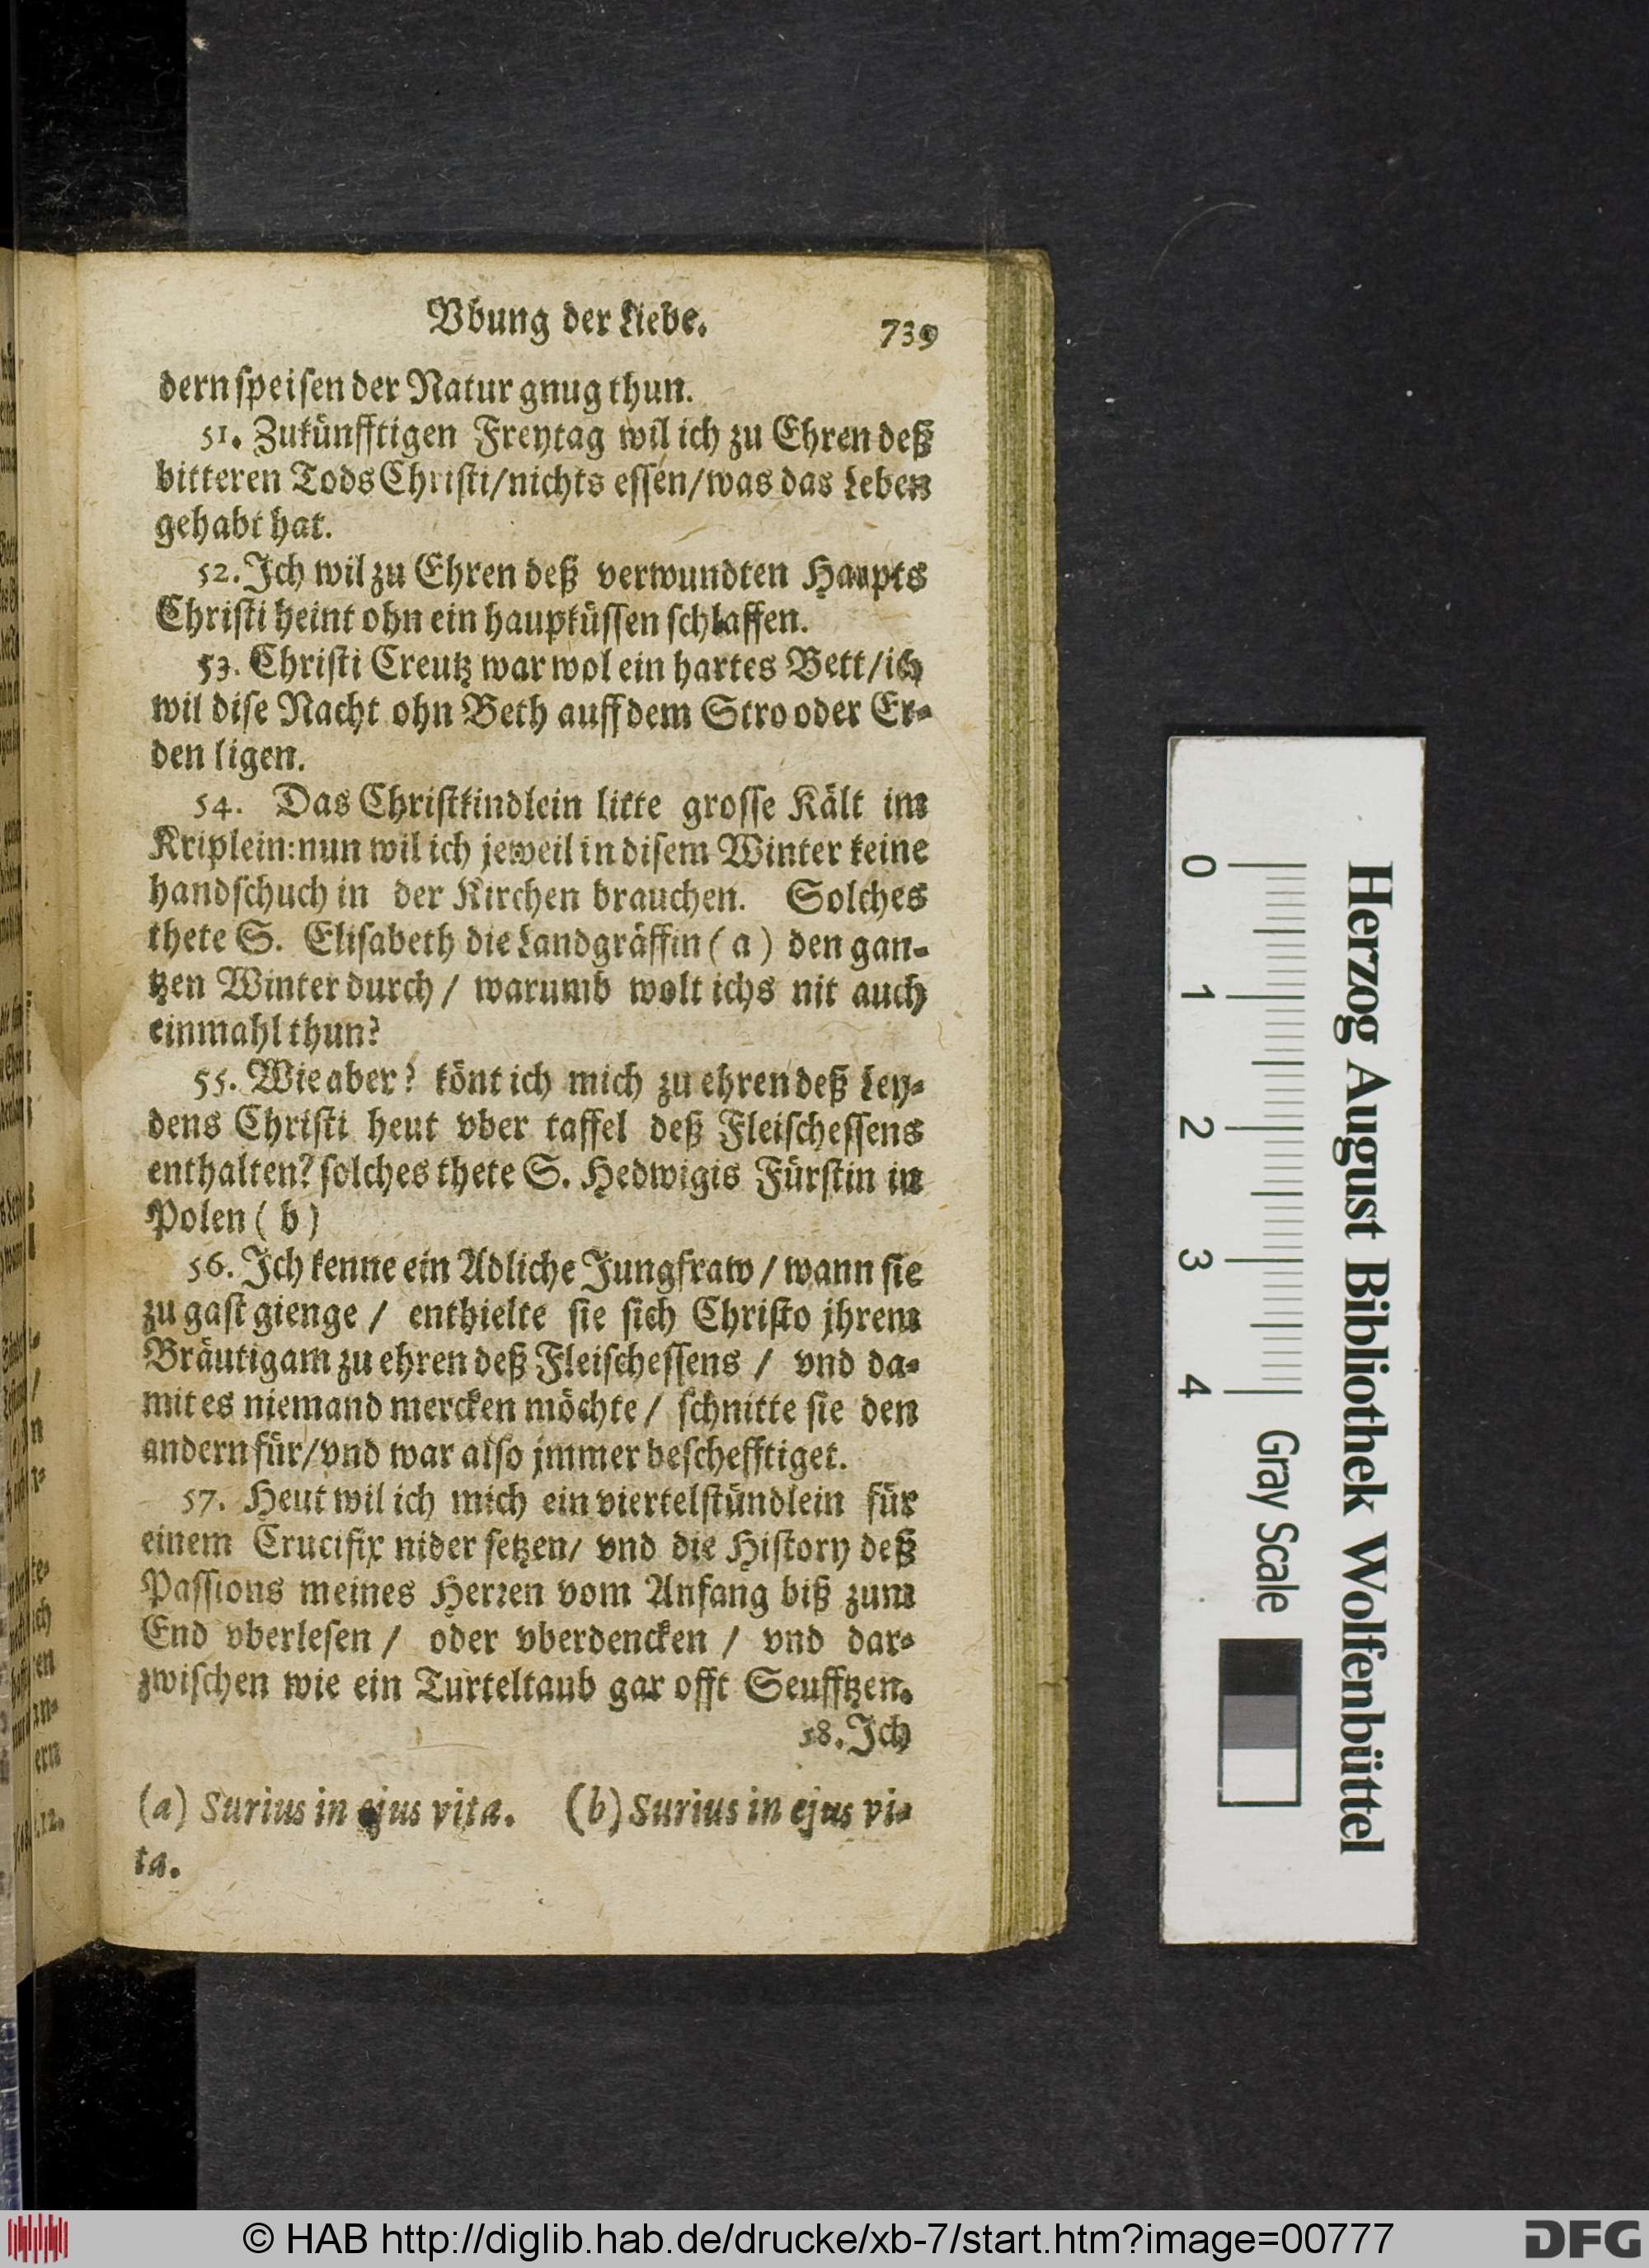 Vbung der Liebe. 739
dern speisen der Natur gnug thun.
51. Zukünfftigen Freytag wil ich zu Ehren deß
bitteren Tods Christi/nichts essen/was das Leben
gehabt hat.
52. Ich wil zu Ehren deß verwundten Haupts
Christi heint ohn ein hauptküssen schlaffen.
53. Christi Creutz war wol ein hartes Bett/ich
wil dise Nacht ohn Beth auff dem Stro oder Er-
den ligen.
54. Das Christkindlein litte grosse Kält im
Kriplein:nun wil ich jeweil in disem Winter keine
handschuch in der Kirchen brauchen. Solches
thete S. Elisabeth die Landgräffin (a) den gan-
tzen Winter durch / warumb wolt ichs nit auch
einmahl thun?
55. Wie aber? könt ich mich zu ehren deß Ley-
dens Christi heut vber taffel deß Fleischessens
enthalten? solches thete S. Hedwigis Fürstin in
Polen (b)
56. Ich kenne ein Adliche Jungfraw / wann sie
zu gast gienge / enthielte sie sich Christo jhrem
Bräutigam zu ehren deß Fleischessens / vnd da-
mit es niemand mercken möchte / schnitte sie den
andern für/vnd war also jmmer beschefftiget.
57. Heut wil ich mich ein viertelstündlein für
einem Crucifix nider setzen/ vnd die History deß
Passions meines Herren vom Anfang biß zum
End vberlesen / oder vberdencken / vnd dar-
zwischen wie ein Turteltaub gar offt Seufftzen.
58. Ich
(a) Surius in ejus vita. (b) Surius in ejus vi-
ta.
Herzog August Bibliothek Wolfenbüttel
0 1 2 3 4 Gray Scale
© HAB http://diglib.hab.de/drucke/xb-7/start.htm?image=00777
DFG